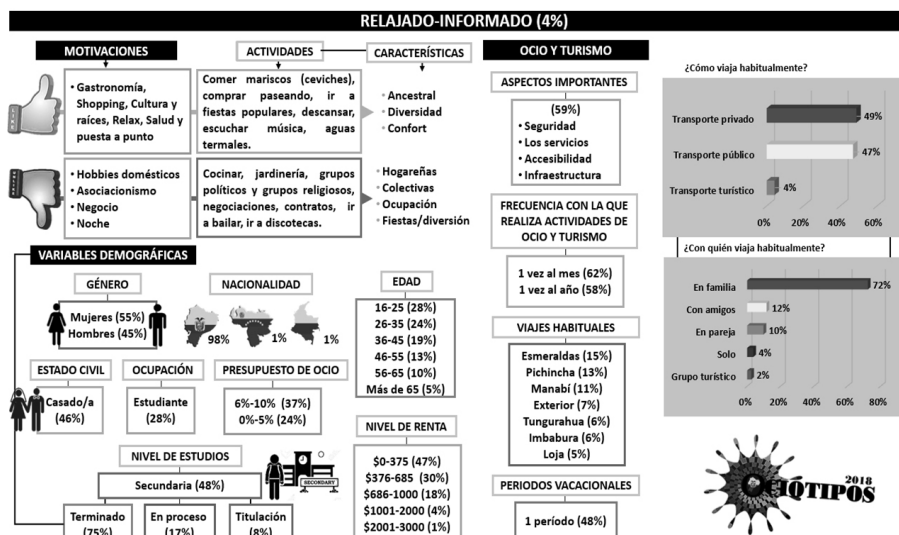 RELAJADO-INFORMADO (4%)
MOTIVACIONES
• Gastronomía,
Shopping, Cultura y
raíces, Relax, Salud y
puesta a punto
ACTIVIDADES
Comer mariscos (ceviches),
comprar paseando, ir a
fiestas populares, descansar,
escuchar música, aguas
termales.
CARACTERÍSTICAS
• Ancestral
• Diversidad
• Confort
• Hobbies domésticos
• Asociacionismo
• Negocio
• Noche
Cocinar, jardinería, grupos
políticos y grupos religiosos,
negociaciones, contratos, ir
a bailar, ir a discotecas.
• Hogareñas
• Colectivas
• Ocupación
• Fiestas/diversión
VARIABLES DEMOGRÁFICAS
GÉNERO
Mujeres (55%)
Hombres (45%)
NACIONALIDAD
98%
1%
1%
EDAD
16-25 (28%)
26-35 (24%)
36-45 (19%)
46-55 (13%)
56-65 (10%)
Más de 65 (5%)
ESTADO CIVIL
Casado/a
(46%)
OCUPACIÓN
Estudiante
(28%)
PRESUPUESTO DE OCIO
6%-10% (37%)
0%-5% (24%)
NIVEL DE ESTUDIOS
Secundaria (48%)
SECONDARY
Terminado
(75%)
En proceso
(17%)
Titulación
(8%)
NIVEL DE RENTA
$0-375 (47%)
$376-685 (30%)
$686-1000 (18%)
$1001-2000 (4%)
$2001-3000 (1%)
OCIO Y TURISMO
ASPECTOS IMPORTANTES
(59%)
• Seguridad
• Los servicios
• Accesibilidad
• Infraestructura
FRECUENCIA CON LA QUE
REALIZA ACTIVIDADES DE
OCIO Y TURISMO
1 vez al mes (62%)
1 vez al año (58%)
VIAJES HABITUALES
Esmeraldas (15%)
Pichincha (13%)
Manabí (11%)
Exterior (7%)
Tungurahua (6%)
Imbabura (6%)
Loja (5%)
PERIODOS VACACIONALES
1 período (48%)
¿Cómo viaja habitualmente?
Transporte privado 49%
Transporte público 47%
Transporte turístico 4%
0% 20% 40% 60%
¿Con quién viaja habitualmente?
En familia 72%
Con amigos 12%
En pareja 10%
Solo 4%
Grupo turístico 2%
0% 20% 40% 60% 80%
2018
IQTIPOS